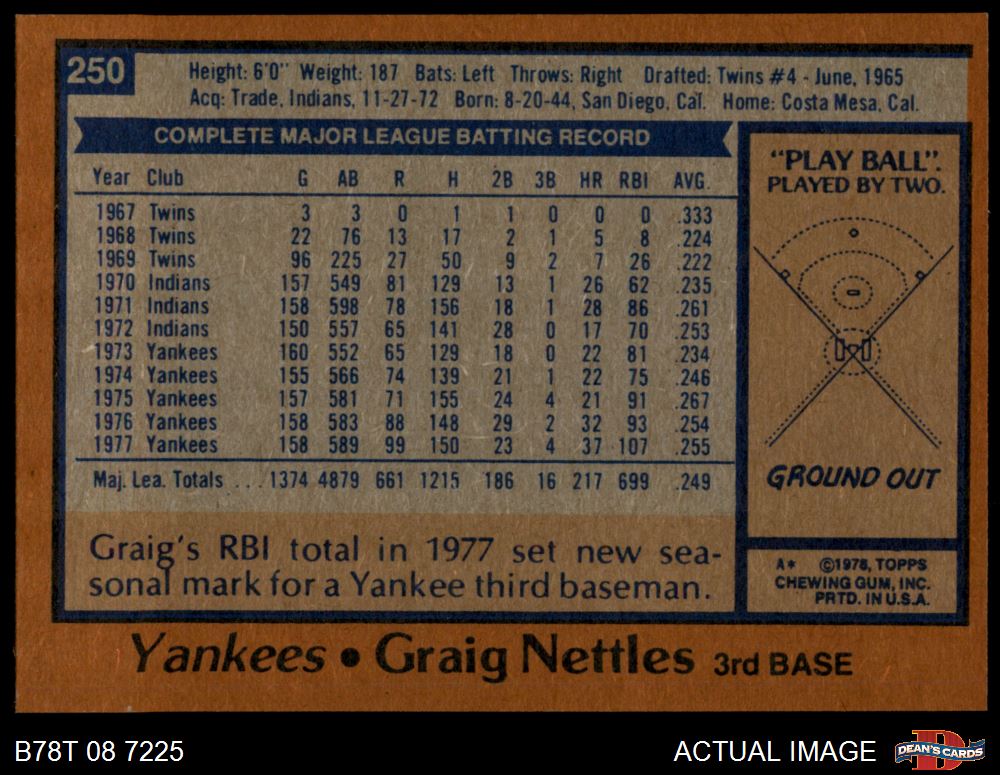 250
Height: 6'0" Weight: 187 Bats: Left Throws: Right Drafted: Twins #4 - June, 1965
Acq: Trade, Indians, 11-27-72 Born: 8-20-44, San Diego, Cal. Home: Costa Mesa, Cal.
COMPLETE MAJOR LEAGUE BATTING RECORD
Year Club G AB R H 2B 3B HR RBI AVG.
1967 Twins 3 3 0 1 1 0 0 0 .333
1968 Twins 22 76 13 17 2 1 5 8 .224
1969 Twins 96 225 27 50 9 2 7 26 .222
1970 Indians 157 549 81 129 13 1 26 62 .235
1971 Indians 158 598 78 156 18 1 28 86 .261
1972 Indians 150 557 65 141 28 0 17 70 .253
1973 Yankees 160 552 65 129 18 0 22 81 .234
1974 Yankees 155 566 74 139 21 1 22 75 .246
1975 Yankees 157 581 71 155 24 4 21 91 .267
1976 Yankees 158 583 88 148 29 2 32 93 .254
1977 Yankees 158 589 99 150 23 4 37 107 .255
Maj. Lea. Totals ... 1374 4879 661 1215 186 16 217 699 .249
Graig's RBI total in 1977 set new sea-
sonal mark for a Yankee third baseman.
"PLAY BALL".
PLAYED BY TWO.
GROUND OUT
A* ©1978, TOPPS
CHEWING GUM, INC.
PRTD. IN U.S.A.
Yankees • Graig Nettles 3rd BASE
B78T 08 7225
ACTUAL IMAGE
DEAN'S CARDS